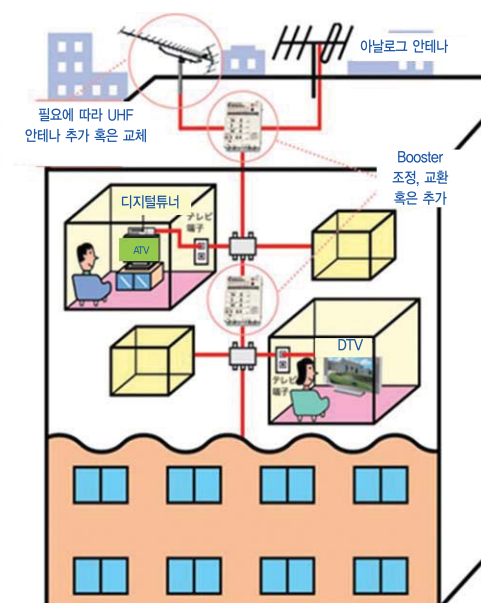 아날로그 안테나
필요에 따라 UHF
안테나 추가 혹은 교체
Booster
조정, 교환
혹은 추가
디지털튜너
テレビ
端子
ATV
DTV
テレビ
端子